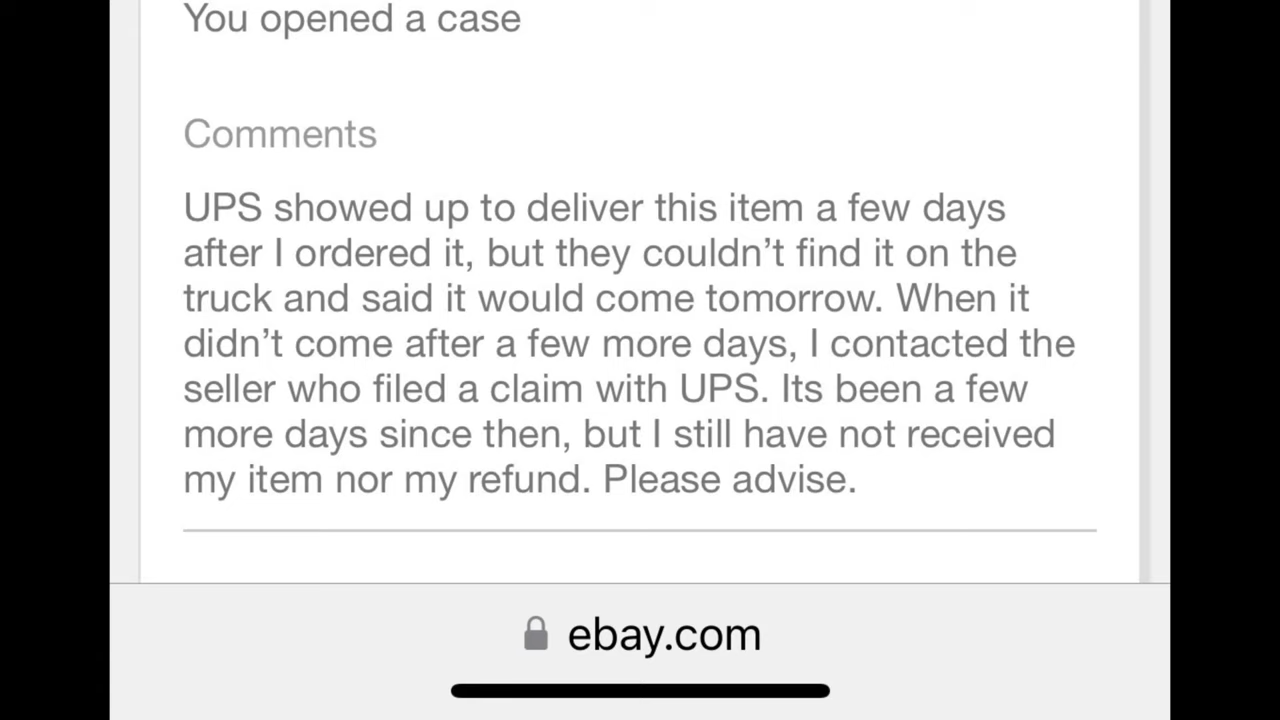 You opened a case
Comments
UPS showed up to deliver this item a few days
after I ordered it, but they couldn’t find it on the
truck and said it would come tomorrow. When it
didn’t come after a few more days, I contacted the
seller who filed a claim with UPS. Its been a few
more days since then, but I still have not received
my item nor my refund. Please advise.
ebay.com